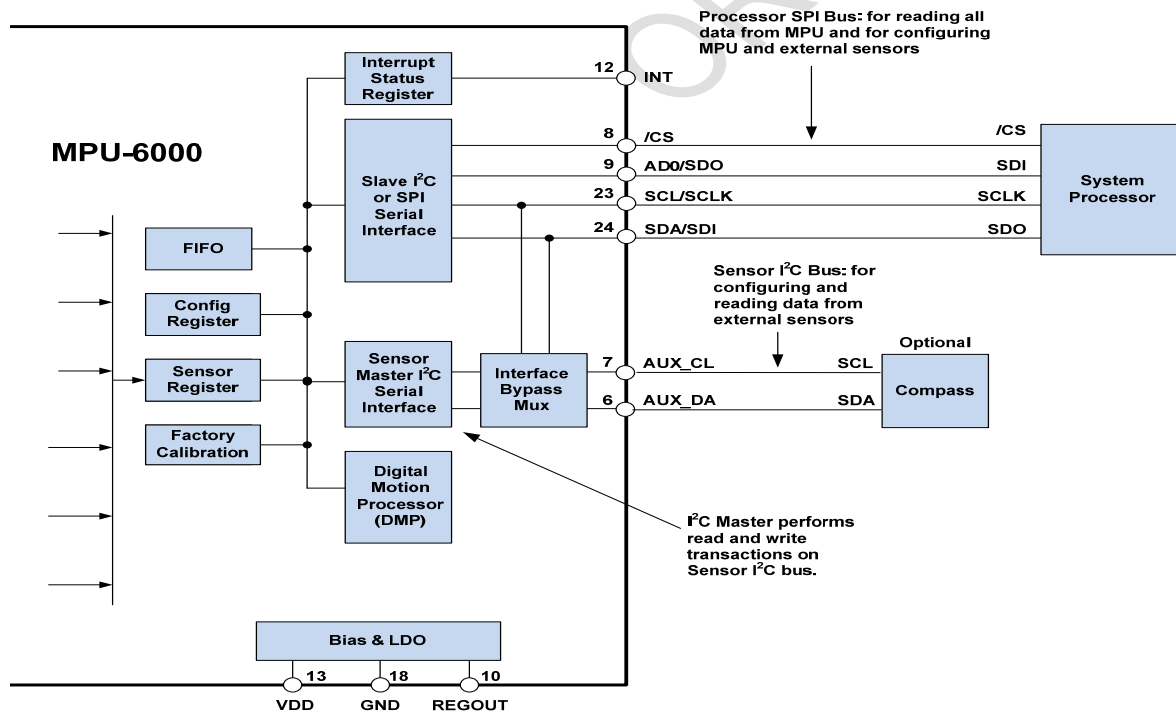 Processor SPI Bus: for reading all
data from MPU and for configuring
MPU and external sensors
MPU-6000
Interrupt
Status
Register
12
INT
Slave I²C
or SPI
Serial
Interface
8
/CS
9
AD0/SDO
23
SCL/SCLK
24
SDA/SDI
/CS
SDI
SCLK
SDO
System
Processor
FIFO
Config
Register
Sensor
Register
Factory
Calibration
Sensor
Master I²C
Serial
Interface
Interface
Bypass
Mux
7
AUX_CL
6
AUX_DA
Sensor I²C Bus: for
configuring and
reading data from
external sensors
SCL
SDA
Optional
Compass
Digital
Motion
Processor
(DMP)
I²C Master performs
read and write
transactions on
Sensor I²C bus.
Bias & LDO
13
18
10
VDD
GND
REGOUT